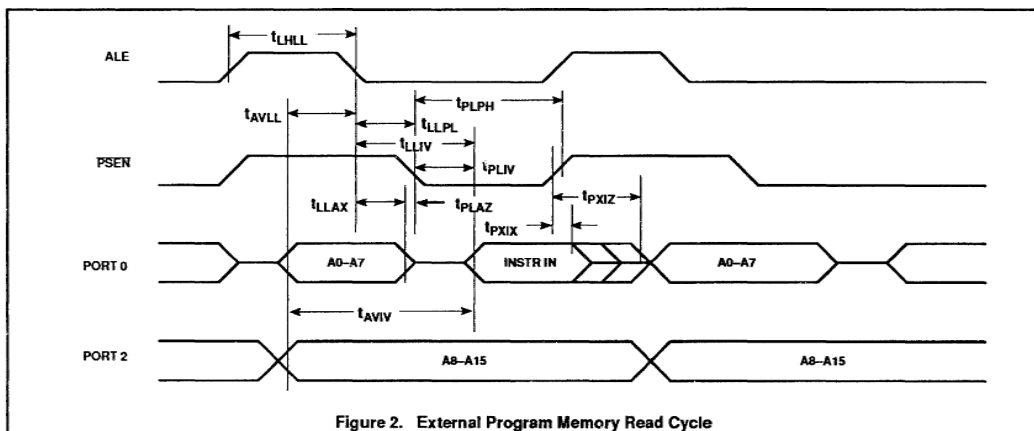 ALE
tLHLL
tPLPH
tAVLL
tLLPL
tLLIV
PSEN
tPLIV
tLLAX
tPLAZ
tPXIZ
tPXIX
PORT 0
A0–A7
INSTR IN
A0–A7
tAVIV
PORT 2
A8–A15
A8–A15
Figure 2. External Program Memory Read Cycle